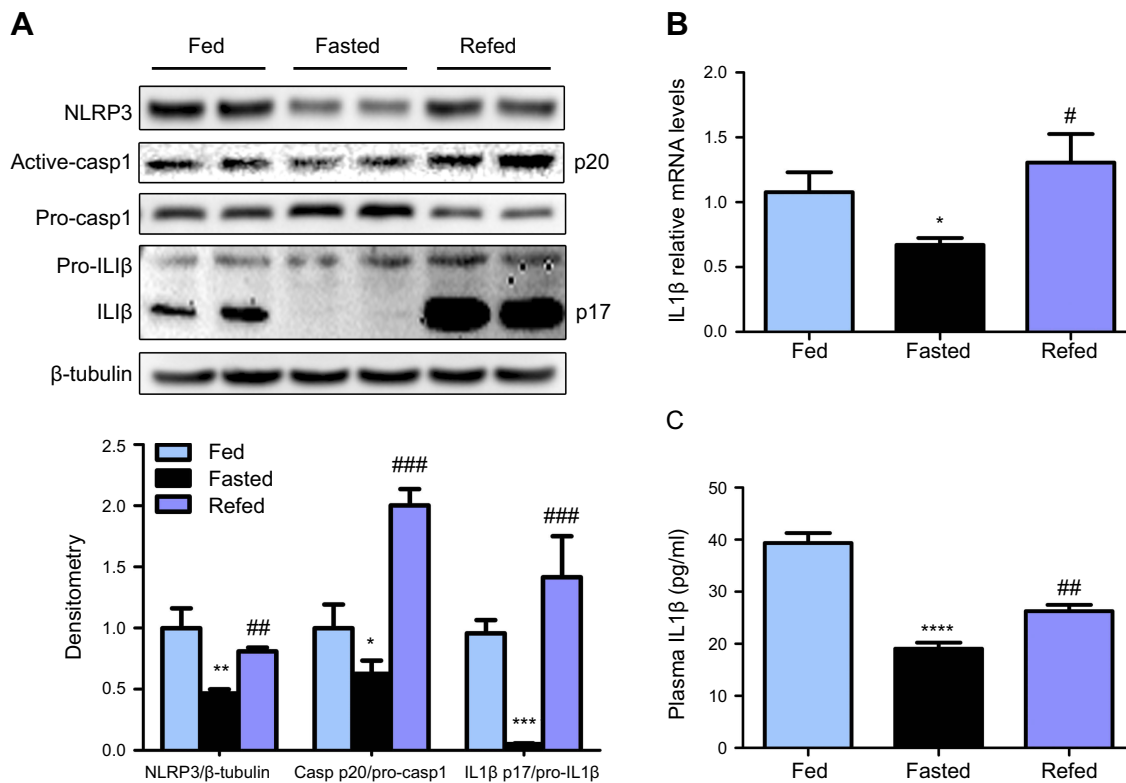 A
Fed Fasted Refed
NLRP3
Active-casp1 p20
Pro-casp1
Pro-ILIβ
ILIβ p17
β-tubulin
Densitometry
2.5
2.0
1.5
1.0
0.5
0.0
Fed
Fasted
Refed
** ##
* ###
*** ###
NLRP3/β-tubulin Casp p20/pro-casp1 IL1β p17/pro-IL1β
B
IL1β relative mRNA levels
2.0
1.5
1.0
0.5
0.0
* #
Fed Fasted Refed
C
Plasma IL1β (pg/ml)
50
40
30
20
10
0
**** ##
Fed Fasted Refed